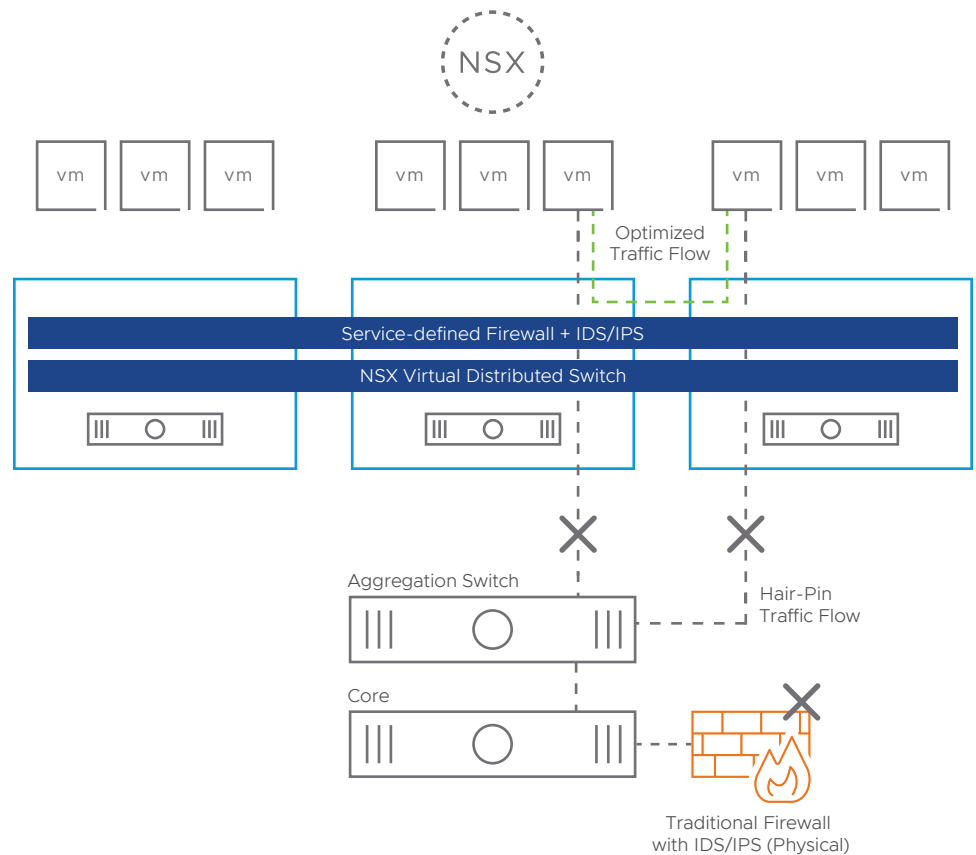 NSX
vm vm vm vm vm vm vm vm vm
Optimized
Traffic Flow
Service-defined Firewall + IDS/IPS
NSX Virtual Distributed Switch
Aggregation Switch
Hair-Pin
Traffic Flow
Core
Traditional Firewall
with IDS/IPS (Physical)